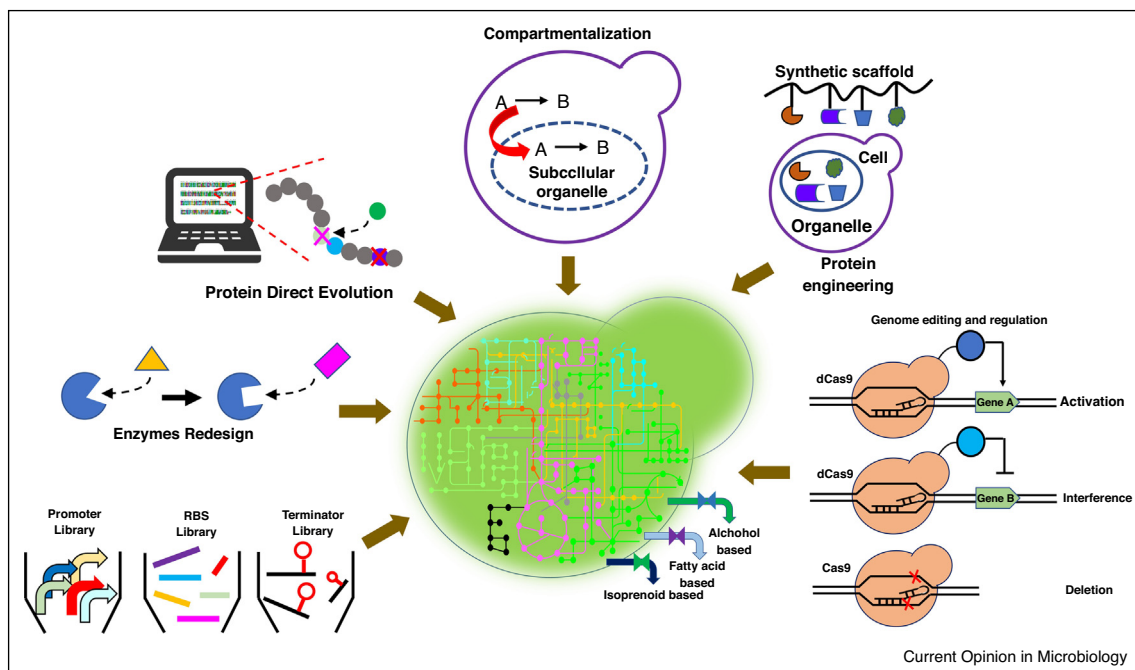 Compartmentalization
A
B
A
B
Subccllular
organelle
Synthetic scaffold
Cell
Organelle
Protein
engineering
Protein Direct Evolution
Enzymes Redesign
Promoter
Library
RBS
Library
Terminator
Library
Genome editing and regulation
dCas9
Gene A
Activation
dCas9
Gene B
Interference
Cas9
Deletion
Alchohol
based
Fatty acid
based
Isoprenoid based
Current Opinion in Microbiology